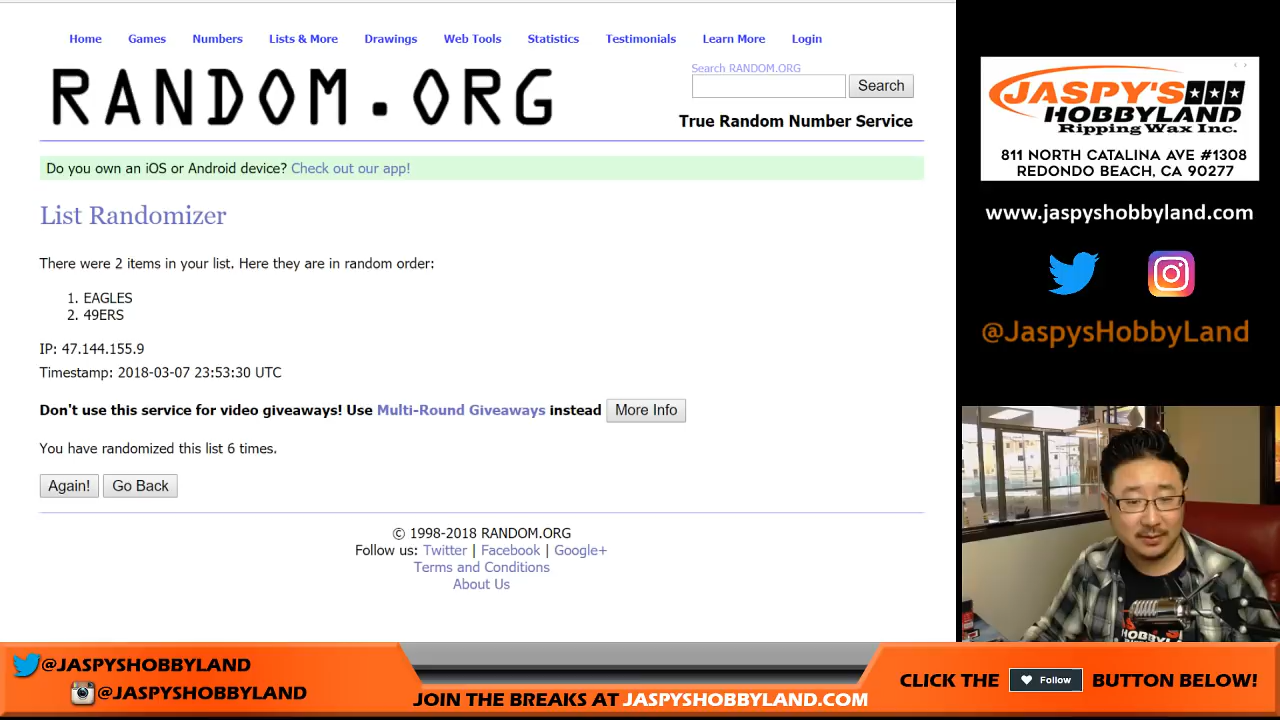 Home Games Numbers Lists & More Drawings Web Tools Statistics Testimonials Learn More Login
RANDOM.ORG
Search RANDOM.ORG
Search
True Random Number Service
Do you own an iOS or Android device? Check out our app!
List Randomizer
There were 2 items in your list. Here they are in random order:
1. EAGLES
2. 49ERS
IP: 47.144.155.9
Timestamp: 2018-03-07 23:53:30 UTC
Don't use this service for video giveaways! Use Multi-Round Giveaways instead More Info
You have randomized this list 6 times.
Again! Go Back
© 1998-2018 RANDOM.ORG
Follow us: Twitter | Facebook | Google+
Terms and Conditions
About Us
JASPY'S
HOBBYLAND
Ripping Wax Inc.
811 NORTH CATALINA AVE #1308
REDONDO BEACH, CA 90277
www.jaspyshobbyland.com
@JaspysHobbyLand
HOBBYLAND
@JASPYSHOBBYLAND
@JASPYSHOBBYLAND
JOIN THE BREAKS AT JASPYSHOBBYLAND.COM
CLICK THE Follow BUTTON BELOW!